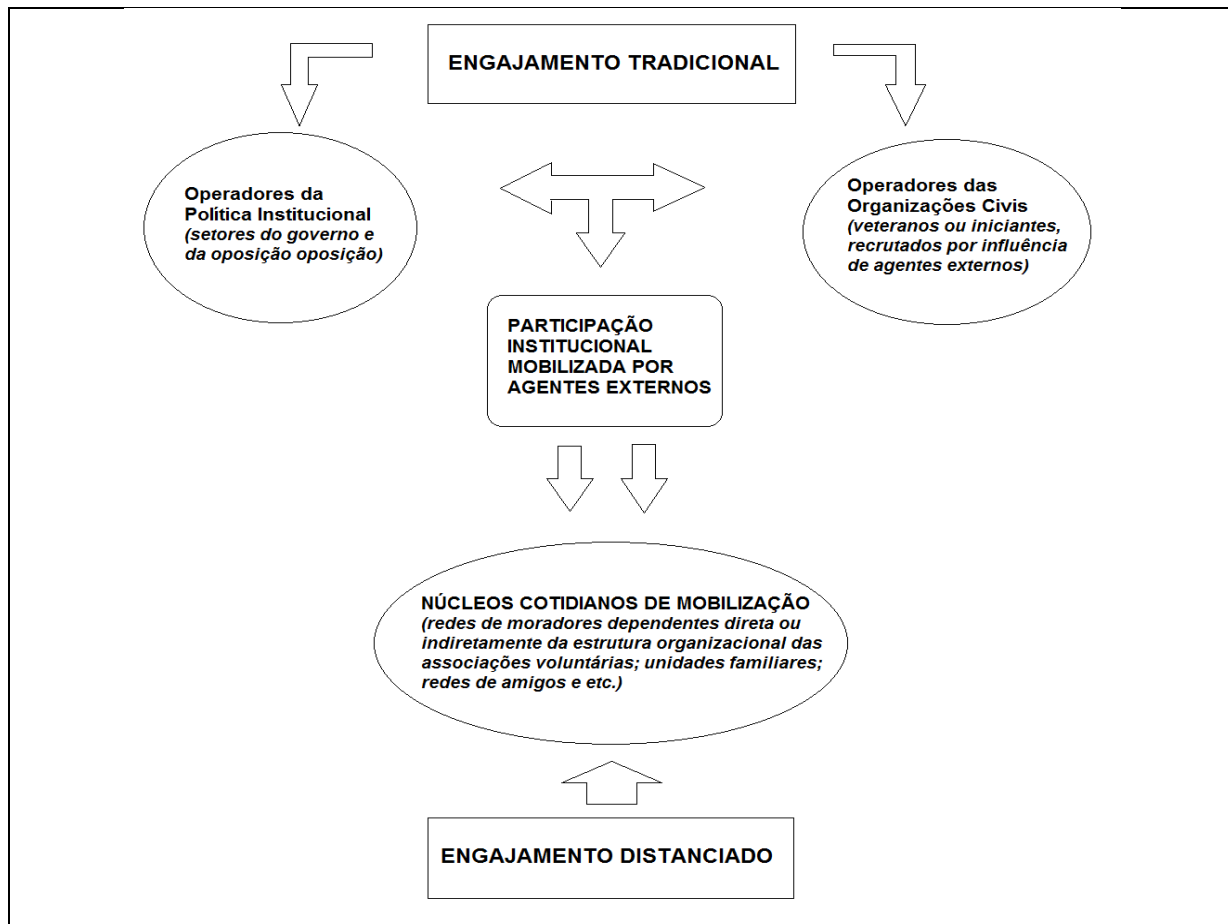 ENGAJAMENTO TRADICIONAL
Operadores da
Política Institucional
(setores do governo e
da oposição oposição)
Operadores das
Organizações Civis
(veteranos ou iniciantes,
recrutados por influência
de agentes externos)
PARTICIPAÇÃO
INSTITUCIONAL
MOBILIZADA POR
AGENTES EXTERNOS
NÚCLEOS COTIDIANOS DE MOBILIZAÇÃO
(redes de moradores dependentes direta ou
indiretamente da estrutura organizacional das
associações voluntárias; unidades familiares;
redes de amigos e etc.)
ENGAJAMENTO DISTANCIADO